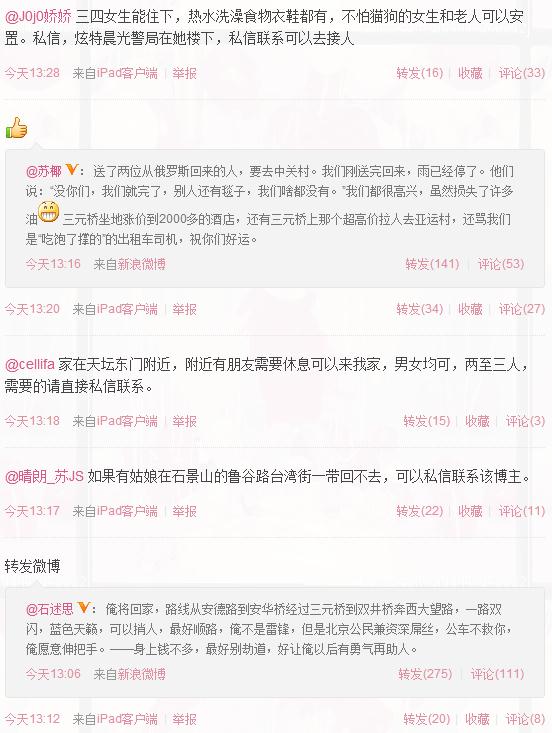 @J0j0娇娇 三四女生能住下，热水洗澡食物衣鞋都有，不怕猫狗的女生和老人可以安
置。私信，炫特晨光警局在她楼下，私信联系可以去接人
今天13:28 来自iPad客户端 | 举报 转发(16) | 收藏 | 评论(33)
@苏椰 ：送了两位从俄罗斯回来的人，要去中关村。我们刚送完回来，雨已经停了。他们
说：“没你们，我们就完了，别人还有毯子，我们啥都没有。”我们都很高兴，虽然损失了许多
油 三元桥坐地涨价到2000多的酒店，还有三元桥上那个超高价拉人去亚运村，还骂我们
是“吃饱了撑的”的出租车司机，祝你们好运。
今天13:16 来自新浪微博 转发(141) | 评论(53)
今天13:20 来自iPad客户端 | 举报 转发(34) | 收藏 | 评论(27)
@cellifa 家在天坛东门附近，附近有朋友需要休息可以来我家，男女均可，两至三人，
需要的请直接私信联系。
今天13:18 来自iPad客户端 | 举报 转发(15) | 收藏 | 评论(3)
@晴朗_苏JS 如果有姑娘在石景山的鲁谷路台湾街一带回不去，可以私信联系该博主。
今天13:17 来自iPad客户端 | 举报 转发(22) | 收藏 | 评论(11)
转发微博
@石述思 ：俺将回家，路线从安德路到安华桥经过三元桥到双井桥奔西大望路，一路双
闪，蓝色天籁，可以捎人，最好顺路，俺不是雷锋，但是北京公民兼资深屌丝，公车不救你，
俺愿意伸把手。——身上钱不多，最好别劫道，好让俺以后有勇气再助人。
今天13:06 来自新浪微博 转发(275) | 评论(111)
今天13:12 来自iPad客户端 | 举报 转发(20) | 收藏 | 评论(8)